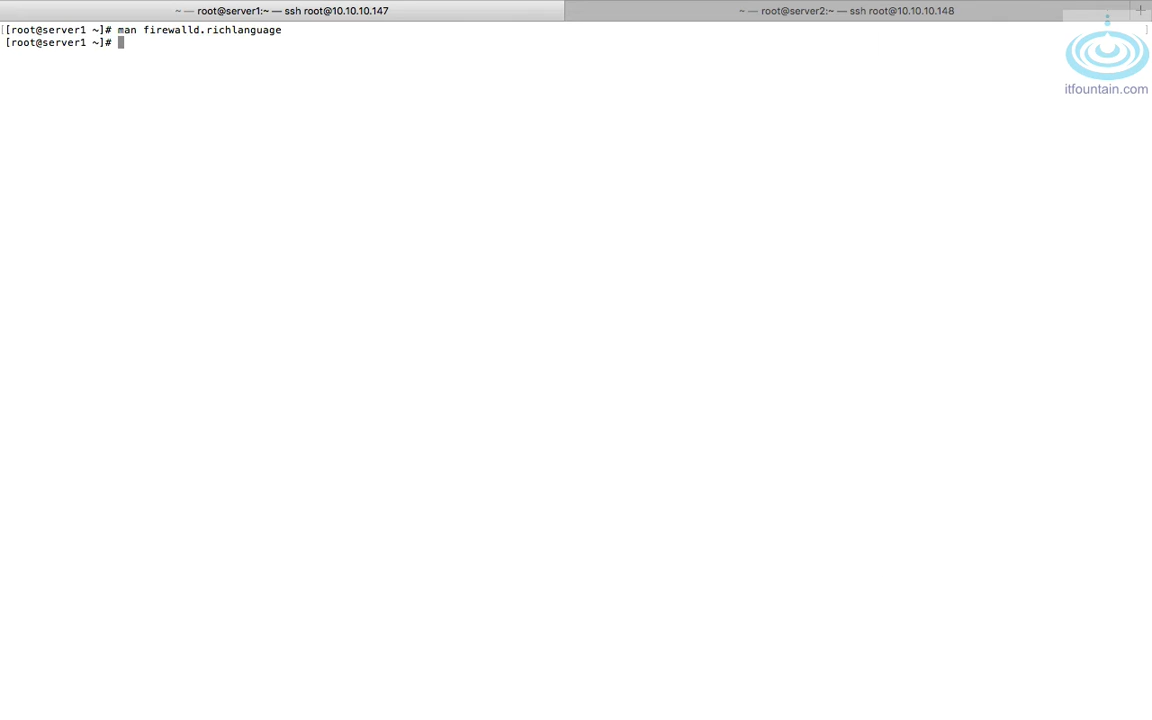 ~ — root@server1:~ — ssh root@10.10.10.147
~ — root@server2:~ — ssh root@10.10.10.148
+
[[root@server1 ~]# man firewalld.richlanguage ]
[root@server1 ~]#
itfountain.com